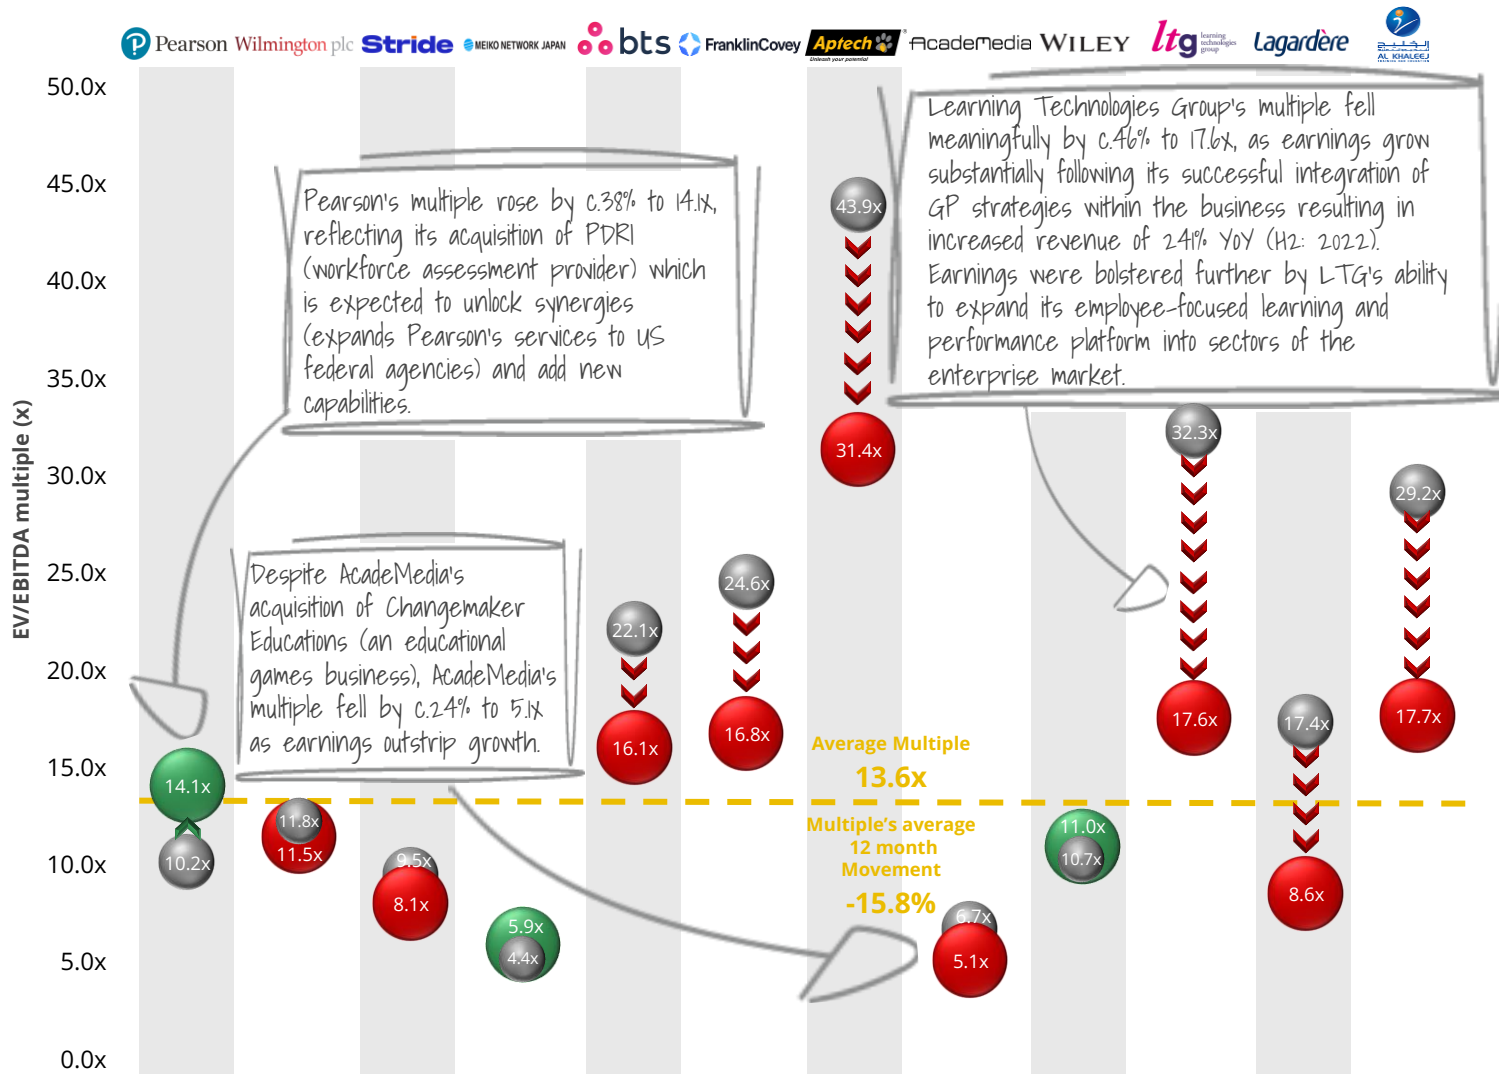 Pearson
Wilmington plc
Stride
MEIKO NETWORK JAPAN
bts
FranklinCovey
Aptech
Unleash your potential
AcadeMedia
WILEY
ltg learning technologies group
Lagardère
الخليج
AL KHALEEJ
TRAINING AND EDUCATION
EV/EBITDA multiple (x)
50.0x
45.0x
40.0x
35.0x
30.0x
25.0x
20.0x
15.0x
10.0x
5.0x
0.0x
Pearson's multiple rose by c.38% to 14.1x,
reflecting its acquisition of PDRI
(workforce assessment provider) which
is expected to unlock synergies
(expands Pearson's services to US
federal agencies) and add new
capabilities.
Learning Technologies Group's multiple fell
meaningfully by c.46% to 17.6x, as earnings grow
substantially following its successful integration of
GP strategies within the business resulting in
increased revenue of 241% YoY (H2: 2022).
Earnings were bolstered further by LTG's ability
to expand its employee-focused learning and
performance platform into sectors of the
enterprise market.
Despite AcadeMedia's
acquisition of Changemaker
Educations (an educational
games business), AcadeMedia's
multiple fell by c.24% to 5.1x
as earnings outstrip growth.
14.1x
10.2x
11.8x
11.5x
9.5x
8.1x
5.9x
4.4x
22.1x
16.1x
24.6x
16.8x
43.9x
31.4x
Average Multiple
13.6x
Multiple's average
12 month
Movement
-15.8%
6.7x
5.1x
11.0x
10.7x
32.3x
17.6x
17.4x
8.6x
29.2x
17.7x